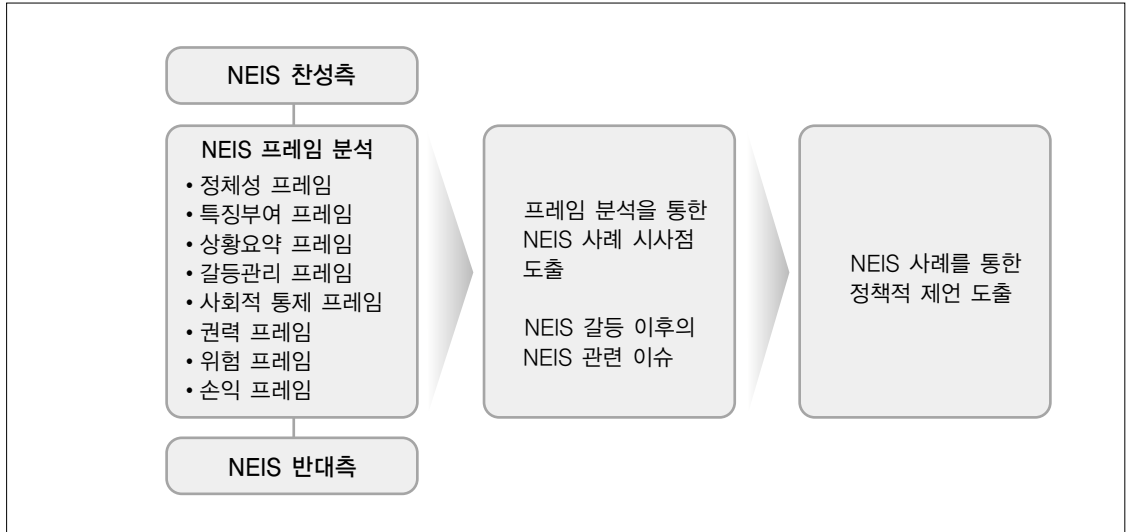 NEIS 찬성측
NEIS 프레임 분석
• 정체성 프레임
• 특징부여 프레임
• 상황요약 프레임
• 갈등관리 프레임
• 사회적 통제 프레임
• 권력 프레임
• 위험 프레임
• 손익 프레임
NEIS 반대측
프레임 분석을 통한
NEIS 사례 시사점
도출
NEIS 갈등 이후의
NEIS 관련 이슈
NEIS 사례를 통한
정책적 제언 도출